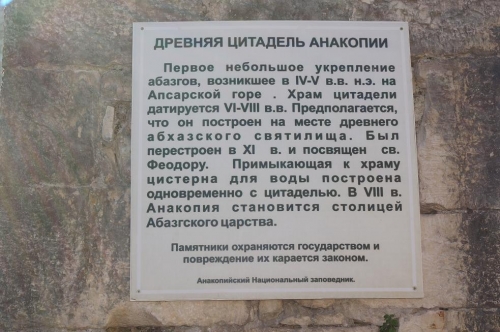 ДРЕВНЯЯ ЦИТАДЕЛЬ АНАКОПИИ
Первое небольшое укрепление
абазгов, возникшее в IV-V в.в. н.э. на
Апсарской горе . Храм цитадели
датируется VI-VIII в.в. Предполагается,
что он построен на месте древнего
абхазского святилища. Был
перестроен в XI в. и посвящен св.
Феодору. Примыкающая к храму
цистерна для воды построена
одновременно с цитаделью. В VIII в.
Анакопия становится столицей
Абазгского царства.
Памятники охраняются государством и
повреждение их карается законом.
Анакопийский Национальный заповедник.